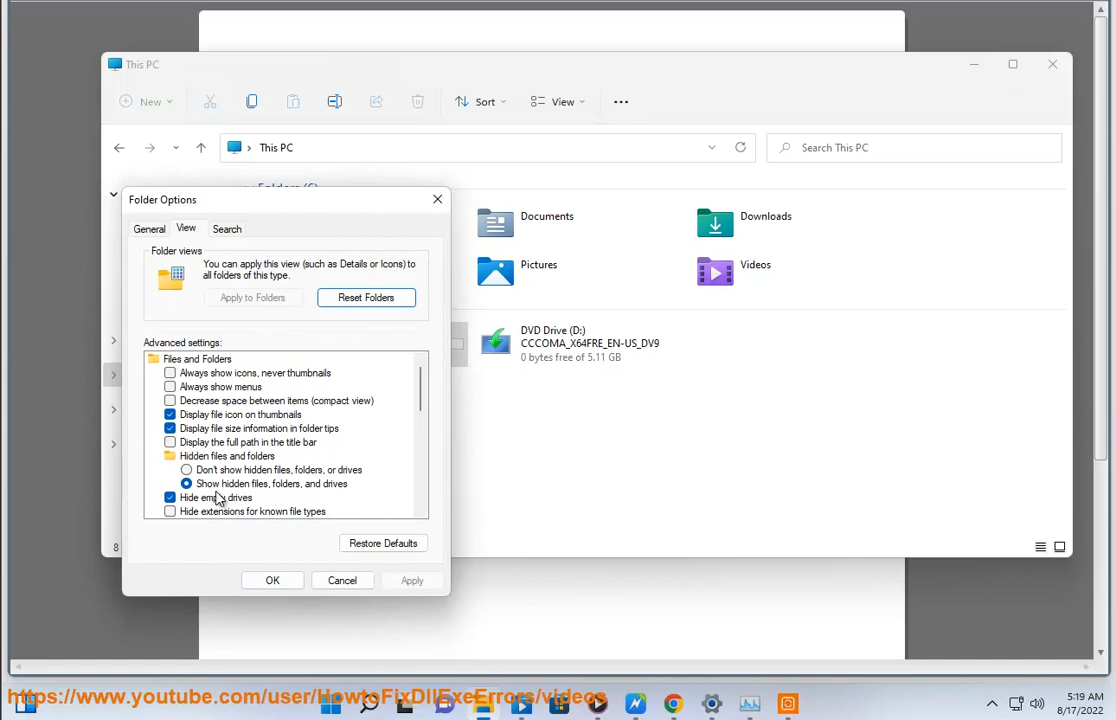 This PC
New
Sort
View
This PC
Search This PC
Folders (6)
Documents
Downloads
Pictures
Videos
DVD Drive (D:)
CCCOMA_X64FRE_EN-US_DV9
0 bytes free of 5.11 GB
Folder Options
General
View
Search
Folder views
You can apply this view (such as Details or Icons) to
all folders of this type.
Apply to Folders
Reset Folders
Advanced settings:
Files and Folders
Always show icons, never thumbnails
Always show menus
Decrease space between items (compact view)
Display file icon on thumbnails
Display file size information in folder tips
Display the full path in the title bar
Hidden files and folders
Don't show hidden files, folders, or drives
Show hidden files, folders, and drives
Hide empty drives
Hide extensions for known file types
Restore Defaults
OK
Cancel
Apply
8
https://www.youtube.com/user/HowtoFixDllExeErrors/videos
5:19 AM
8/17/2022